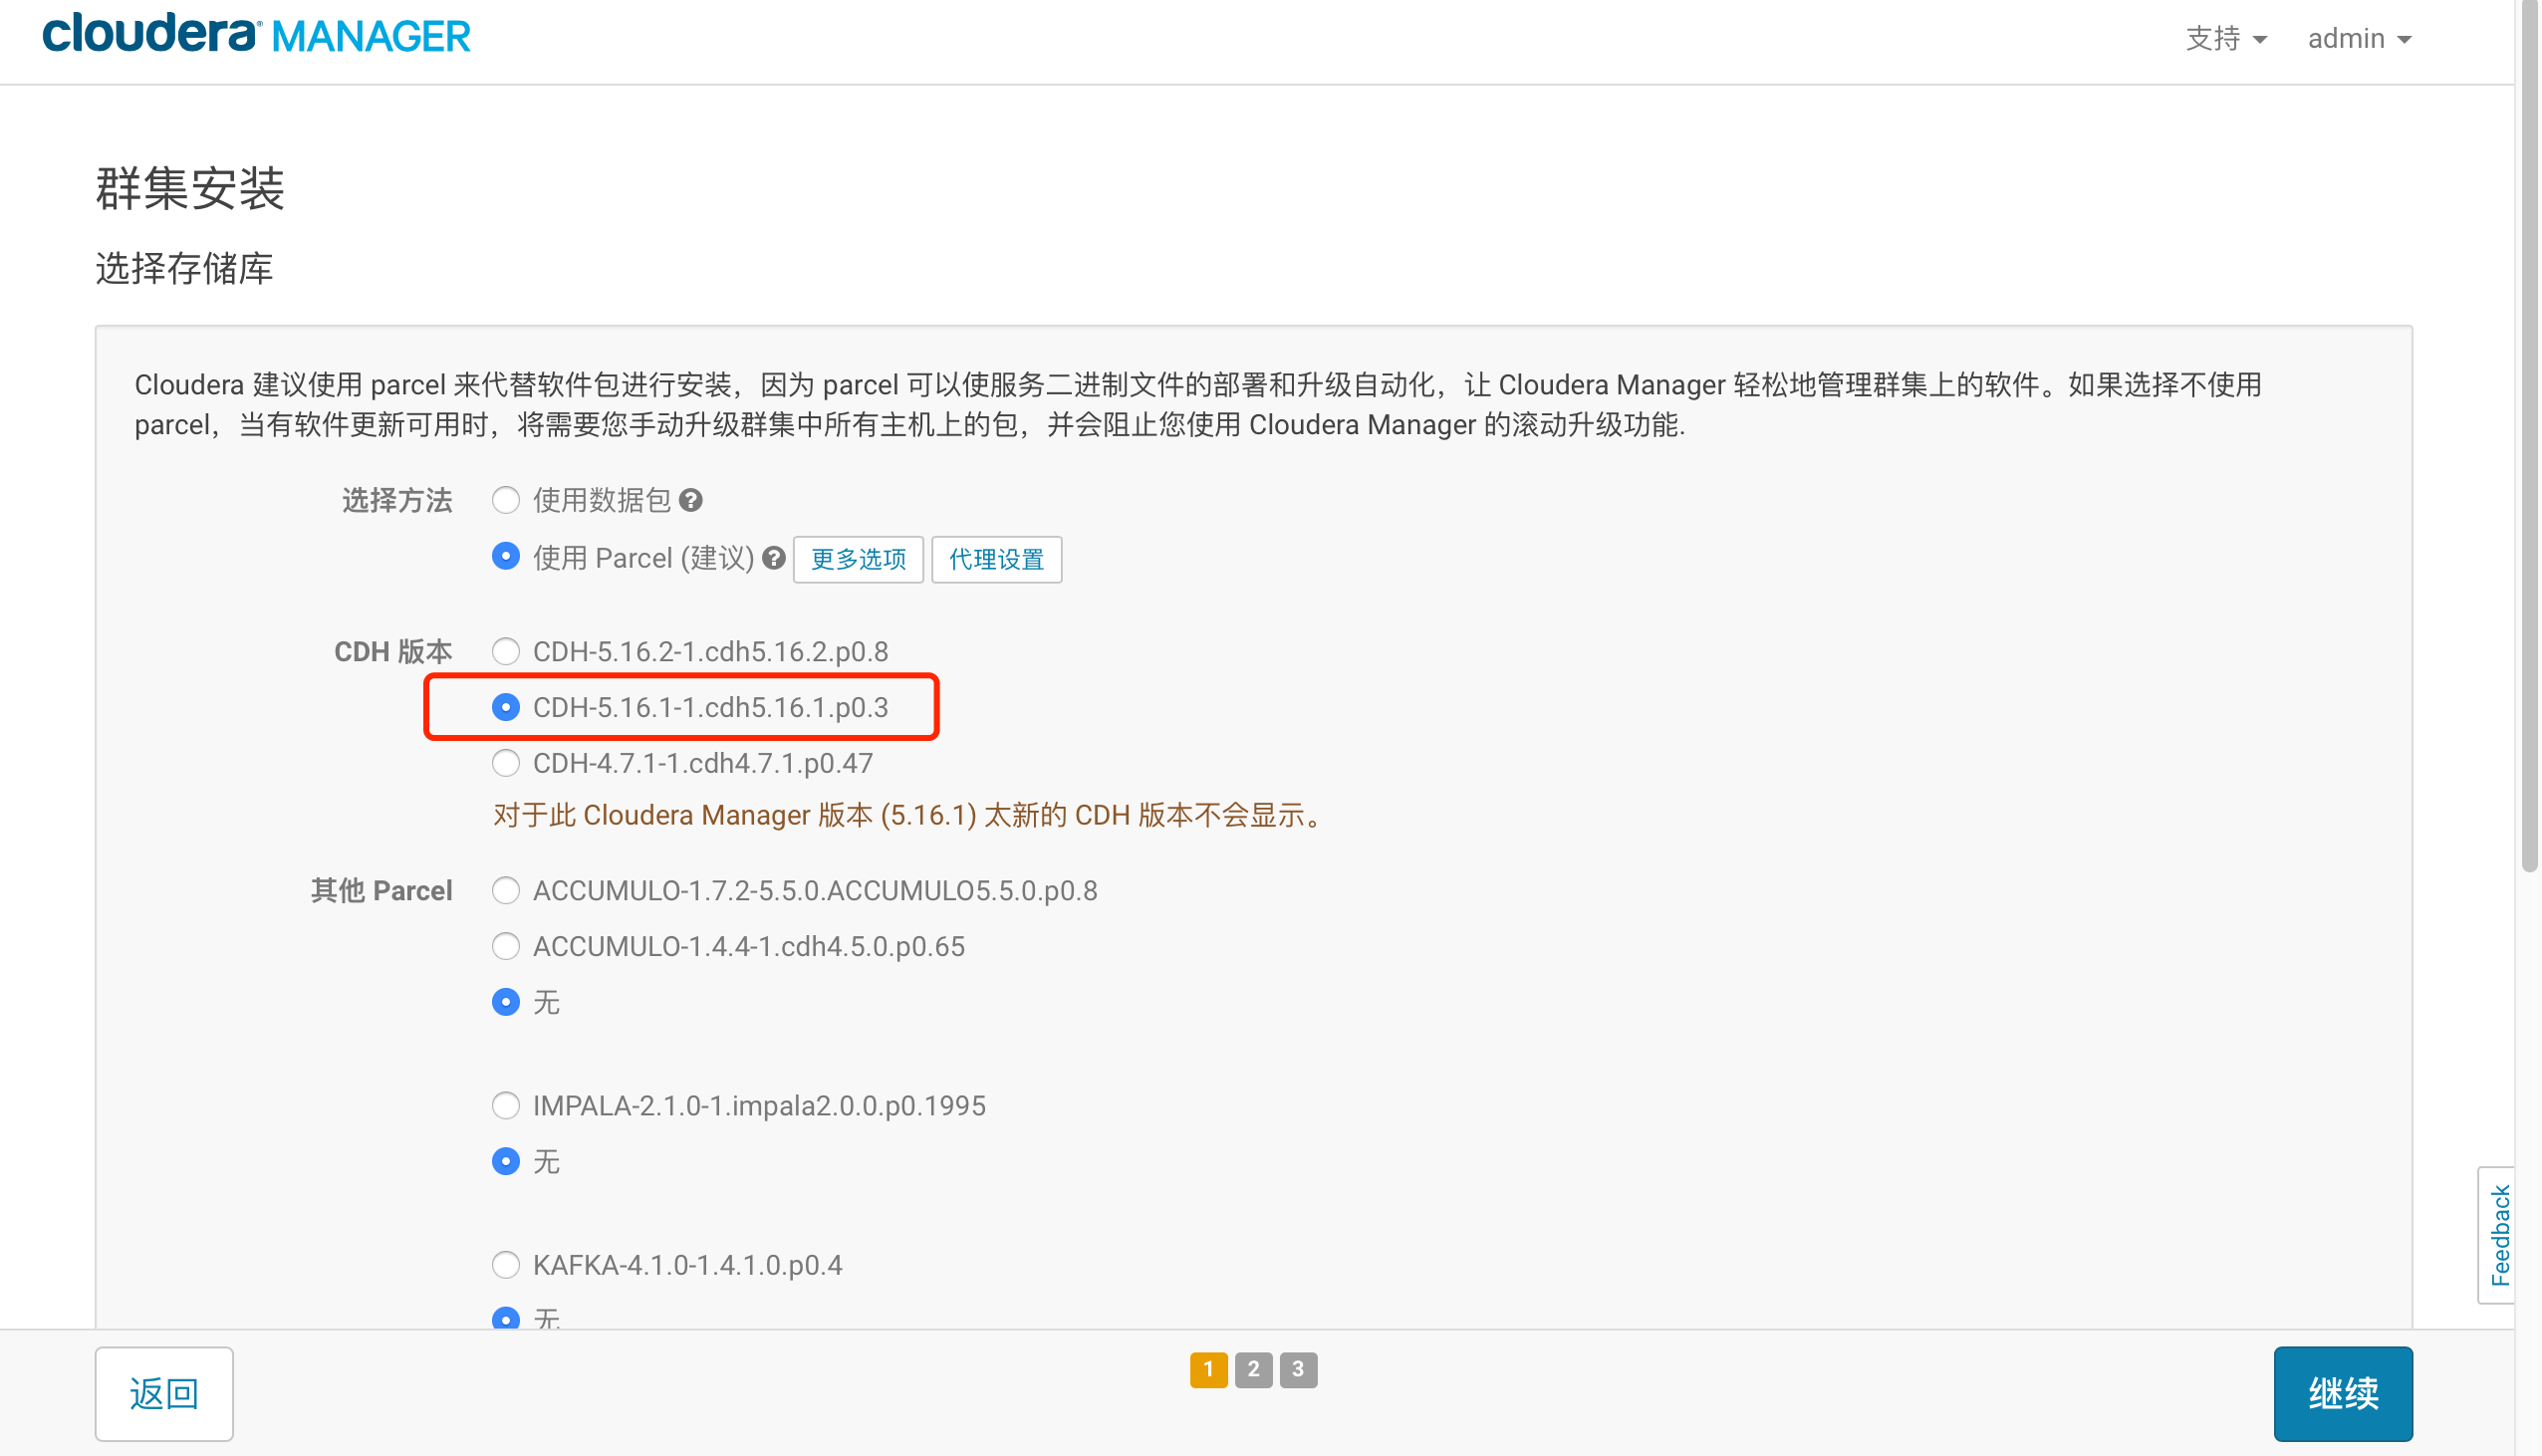 cloudera MANAGER
支持 admin
群集安装
选择存储库
Cloudera 建议使用 parcel 来代替软件包进行安装，因为 parcel 可以使服务二进制文件的部署和升级自动化，让 Cloudera Manager 轻松地管理群集上的软件。如果选择不使用
parcel，当有软件更新可用时，将需要您手动升级群集中所有主机上的包，并会阻止您使用 Cloudera Manager 的滚动升级功能.
选择方法 使用数据包 ?
使用 Parcel (建议) ? 更多选项 代理设置
CDH 版本 CDH-5.16.2-1.cdh5.16.2.p0.8
CDH-5.16.1-1.cdh5.16.1.p0.3
CDH-4.7.1-1.cdh4.7.1.p0.47
对于此 Cloudera Manager 版本 (5.16.1) 太新的 CDH 版本不会显示。
其他 Parcel ACCUMULO-1.7.2-5.5.0.ACCUMULO5.5.0.p0.8
ACCUMULO-1.4.4-1.cdh4.5.0.p0.65
无
IMPALA-2.1.0-1.impala2.0.0.p0.1995
无
KAFKA-4.1.0-1.4.1.0.p0.4
无
Feedback
返回 1 2 3 继续